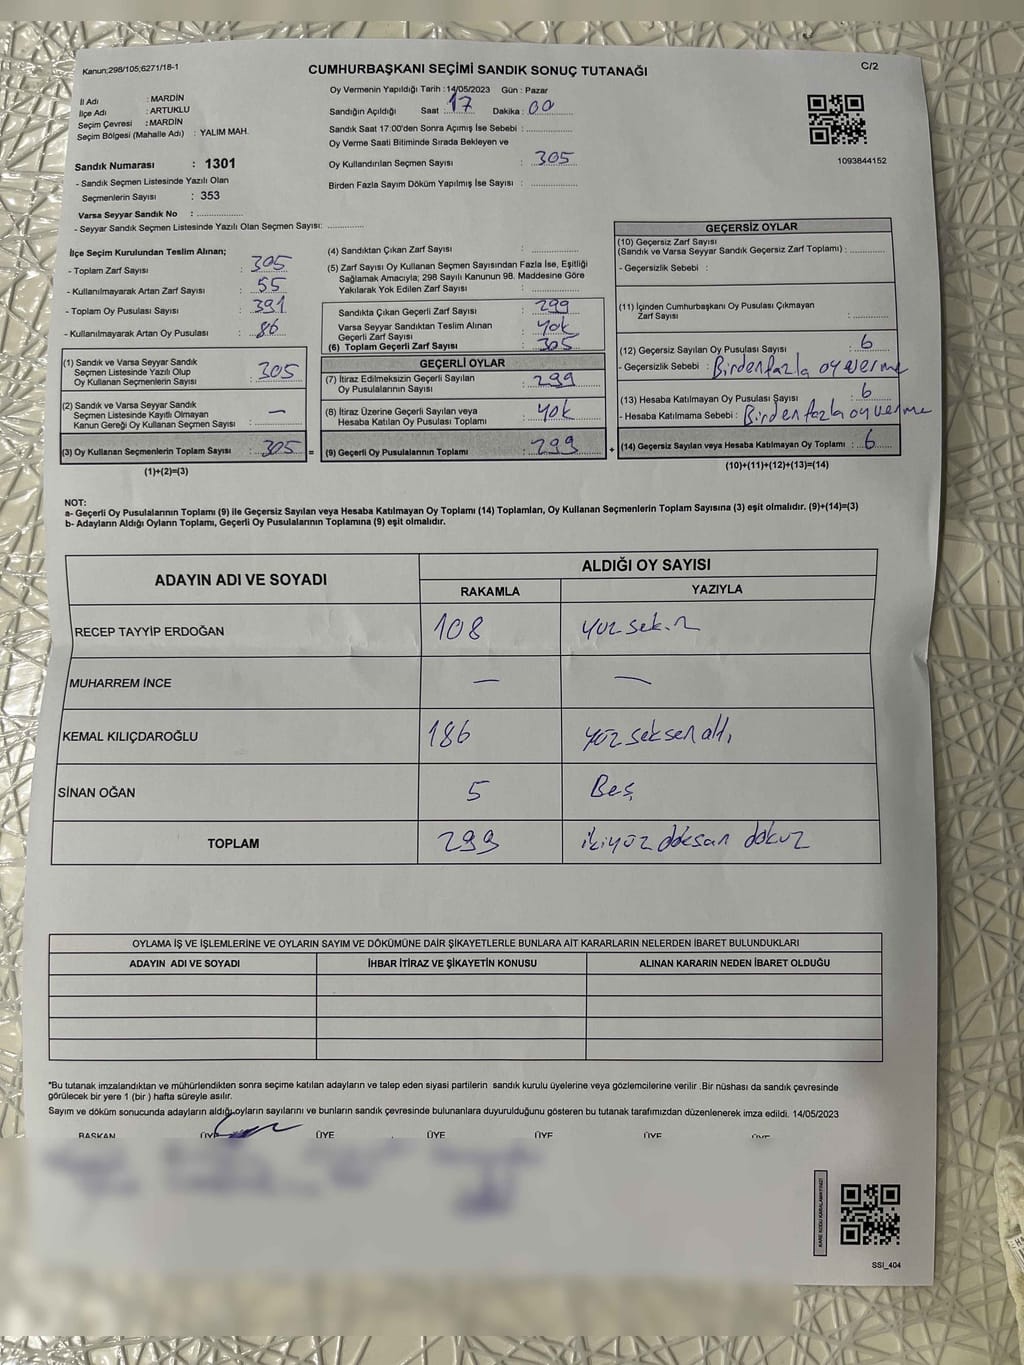 Kanun;298/105;6271/18-1
C/2
CUMHURBAŞKANI SEÇİMİ SANDIK SONUÇ TUTANAĞI
Oy Vermenin Yapıldığı Tarih : 14/05/2023 Gün : Pazar
İl Adı : MARDİN
İlçe Adı : ARTUKLU
Seçim Çevresi : MARDİN
Seçim Bölgesi (Mahalle Adı) : YALIM MAH.
Sandığın Açıldığı Saat : 17 Dakika : 00
Sandık Saat 17:00'den Sonra Açımış İse Sebebi :
Oy Verme Saati Bitiminde Sırada Bekleyen ve
Oy Kullandırılan Seçmen Sayısı : 305
Birden Fazla Sayım Döküm Yapılmış İse Sayısı :
1093844152
Sandık Numarası : 1301
- Sandık Seçmen Listesinde Yazılı Olan
Seçmenlerin Sayısı : 353
Varsa Seyyar Sandık No :
- Seyyar Sandık Seçmen Listesinde Yazılı Olan Seçmen Sayısı:
İlçe Seçim Kurulundan Teslim Alınan;
- Toplam Zarf Sayısı : 305
- Kullanılmayarak Artan Zarf Sayısı : 55
- Toplam Oy Pusulası Sayısı : 391
- Kullanılmayarak Artan Oy Pusulası : 86
(1) Sandık ve Varsa Seyyar Sandık
Seçmen Listesinde Yazılı Olup
Oy Kullanan Seçmenlerin Sayısı : 305
(2) Sandık ve Varsa Seyyar Sandık
Seçmen Listesinde Kayıtlı Olmayan
Kanun Gereği Oy Kullanan Seçmen Sayısı : —
(3) Oy Kullanan Seçmenlerin Toplam Sayısı : 305 =
(1)+(2)=(3)
(4) Sandıktan Çıkan Zarf Sayısı :
(5) Zarf Sayısı Oy Kullanan Seçmen Sayısından Fazla İse, Eşitliği
Sağlamak Amacıyla; 298 Sayılı Kanunun 98. Maddesine Göre
Yakılarak Yok Edilen Zarf Sayısı :
Sandıkta Çıkan Geçerli Zarf Sayısı : 299
Varsa Seyyar Sandıktan Teslim Alınan
Geçerli Zarf Sayısı : Yok
(6) Toplam Geçerli Zarf Sayısı : 305
GEÇERLİ OYLAR
(7) İtiraz Edilmeksizin Geçerli Sayılan
Oy Pusulalarının Sayısı : 299
(8) İtiraz Üzerine Geçerli Sayılan veya
Hesaba Katılan Oy Pusulası Toplamı : Yok
(9) Geçerli Oy Pusulalarının Toplamı : 299 +
GEÇERSİZ OYLAR
(10) Geçersiz Zarf Sayısı
(Sandık ve Varsa Seyyar Sandık Geçersiz Zarf Toplamı) :
- Geçersizlik Sebebi :
(11) İçinden Cumhurbaşkanı Oy Pusulası Çıkmayan
Zarf Sayısı :
(12) Geçersiz Sayılan Oy Pusulası Sayısı : 6
- Geçersizlik Sebebi : Birden fazla oy verme
(13) Hesaba Katılmayan Oy Pusulası Sayısı : 6
- Hesaba Katılmama Sebebi : Birden fazla oy verme
(14) Geçersiz Sayılan veya Hesaba Katılmayan Oy Toplamı : 6
(10)+(11)+(12)+(13)=(14)
NOT:
a- Geçerli Oy Pusulalarının Toplamı (9) ile Geçersiz Sayılan veya Hesaba Katılmayan Oy Toplamı (14) Toplamları, Oy Kullanan Seçmenlerin Toplam Sayısına (3) eşit olmalıdır. (9)+(14)=(3)
b- Adayların Aldığı Oyların Toplamı, Geçerli Oy Pusulalarının Toplamına (9) eşit olmalıdır.
ADAYIN ADI VE SOYADI
ALDIĞI OY SAYISI
RAKAMLA YAZIYLA
RECEP TAYYİP ERDOĞAN 108 yüz sekiz
MUHARREM İNCE — —
KEMAL KILIÇDAROĞLU 186 yüz seksen altı
SİNAN OĞAN 5 Beş
TOPLAM 299 ikiyüz doksan dokuz
OYLAMA İŞ VE İŞLEMLERİNE VE OYLARIN SAYIM VE DÖKÜMÜNE DAİR ŞİKAYETLERLE BUNLARA AİT KARARLARIN NELERDEN İBARET BULUNDUKLARI
ADAYIN ADI VE SOYADI İHBAR İTİRAZ VE ŞİKAYETİN KONUSU ALINAN KARARIN NEDEN İBARET OLDUĞU
*Bu tutanak imzalandıktan ve mühürlendikten sonra seçime katılan adayların ve talep eden siyasi partilerin sandık kurulu üyelerine veya gözlemcilerine verilir .Bir nüshası da sandık çevresinde
görülecek bir yere 1 (bir ) hafta süreyle asılır.
Sayım ve döküm sonucunda adayların aldığı oyların sayılarını ve bunların sandık çevresinde bulunanlara duyurulduğunu gösteren bu tutanak tarafımızdan düzenlenerek imza edildi. 14/05/2023
BAŞKAN ÜYE ÜYE ÜYE ÜYE ÜYE ÜYE
SSI_404